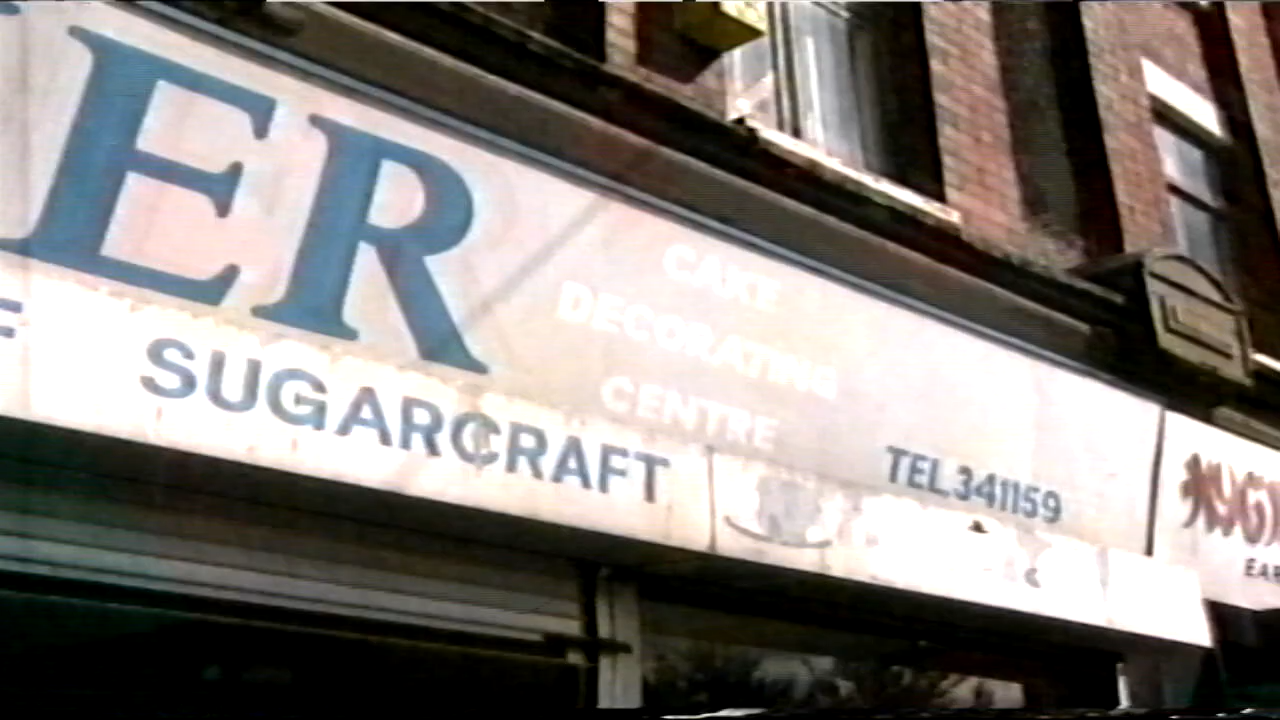 ER
CAKE
DECORATING
CENTRE
SUGARCRAFT
TEL.341159